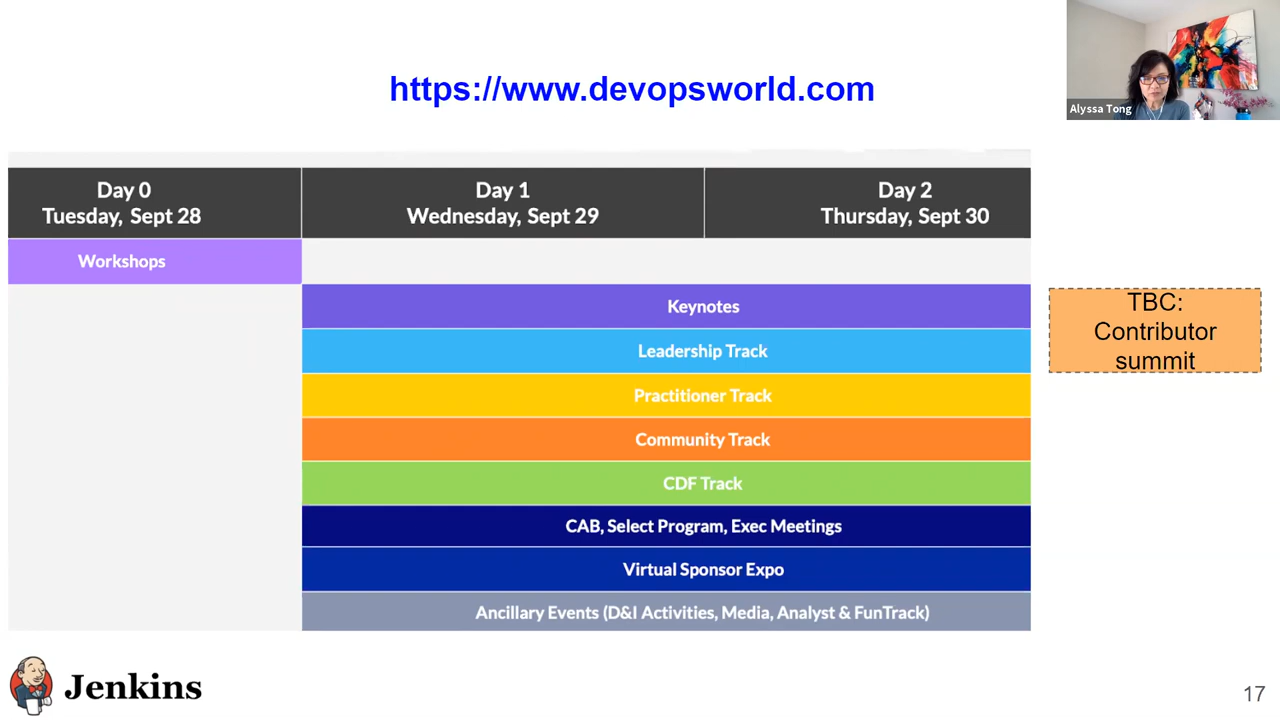 https://www.devopsworld.com
Alyssa Tong
Day 0
Tuesday, Sept 28
Day 1
Wednesday, Sept 29
Day 2
Thursday, Sept 30
Workshops
Keynotes
Leadership Track
Practitioner Track
Community Track
CDF Track
CAB, Select Program, Exec Meetings
Virtual Sponsor Expo
Ancillary Events (D&I Activities, Media, Analyst & FunTrack)
TBC:
Contributor
summit
Jenkins
17